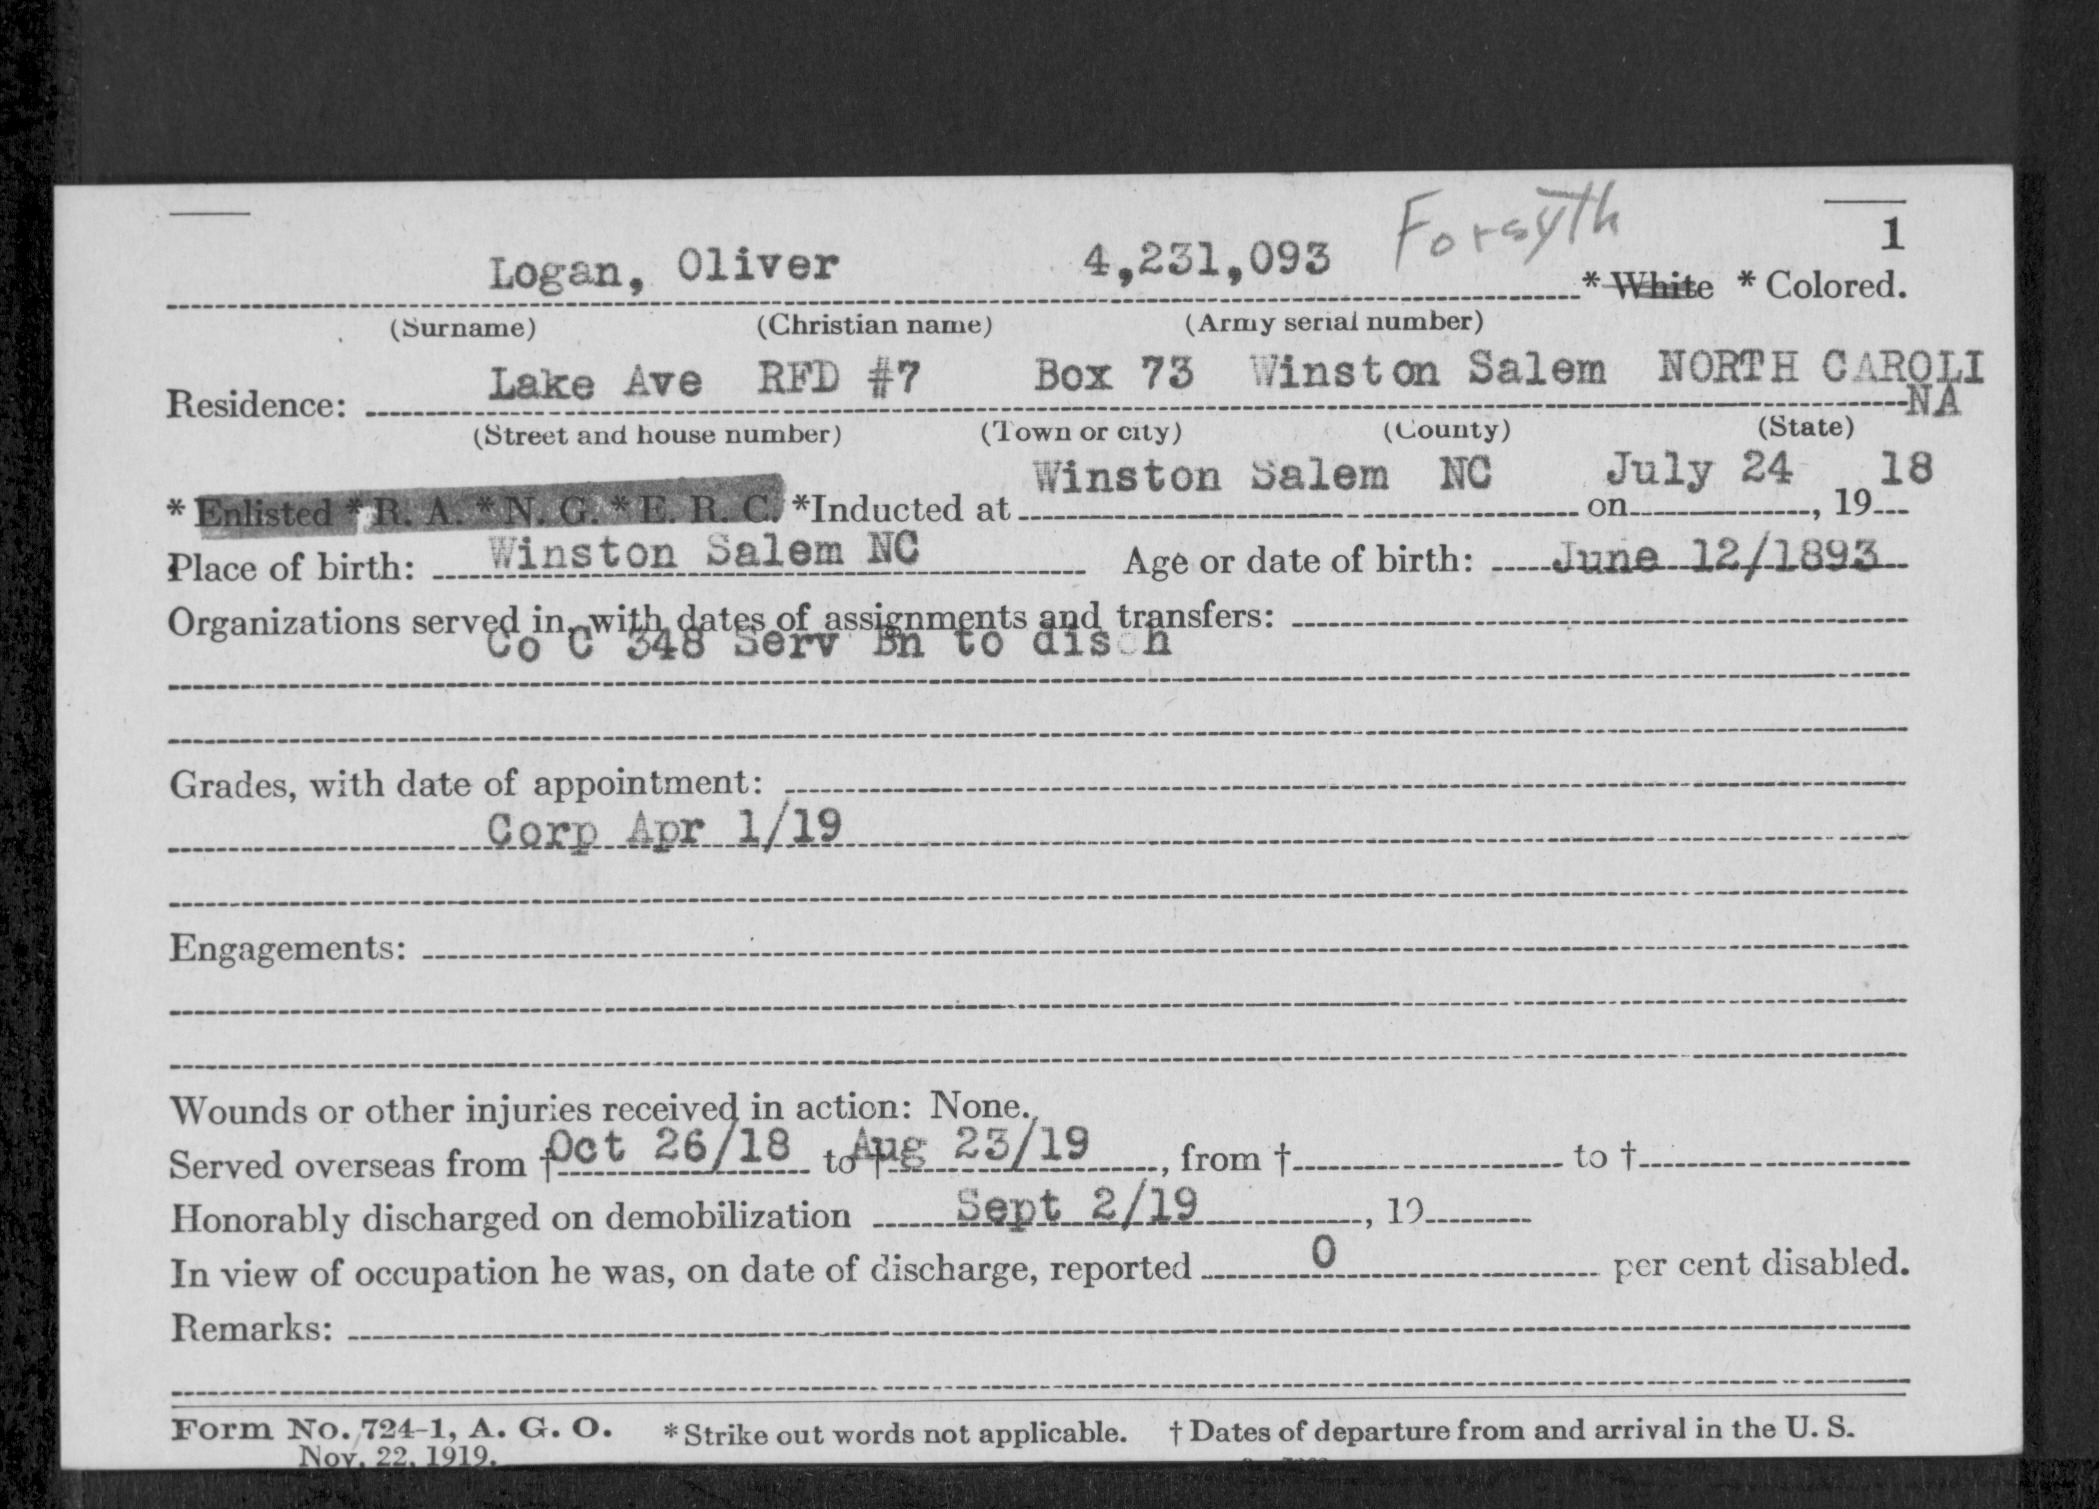 Forsyth
1
Logan, Oliver 4,231,093 * White * Colored.
(Surname) (Christian name) (Army serial number)
Residence: Lake Ave RFD #7 Box 73 Winston Salem NORTH CAROLI
NA
(Street and house number) (Town or city) (County) (State)
* Enlisted * R. A. * N. G. * E. R. C. *Inducted at Winston Salem NC on July 24, 1918
Place of birth: Winston Salem NC Age or date of birth: June 12/1893
Organizations served in, with dates of assignments and transfers:
Co C 348 Serv Bn to disch
Grades, with date of appointment:
Corp Apr 1/19
Engagements:
Wounds or other injuries received in action: None.
Served overseas from † Oct 26/18 to † Aug 23/19, from † to †
Honorably discharged on demobilization Sept 2/19, 19
In view of occupation he was, on date of discharge, reported 0 per cent disabled.
Remarks:
Form No. 724-1, A. G. O. * Strike out words not applicable. † Dates of departure from and arrival in the U. S.
Nov. 22, 1919.